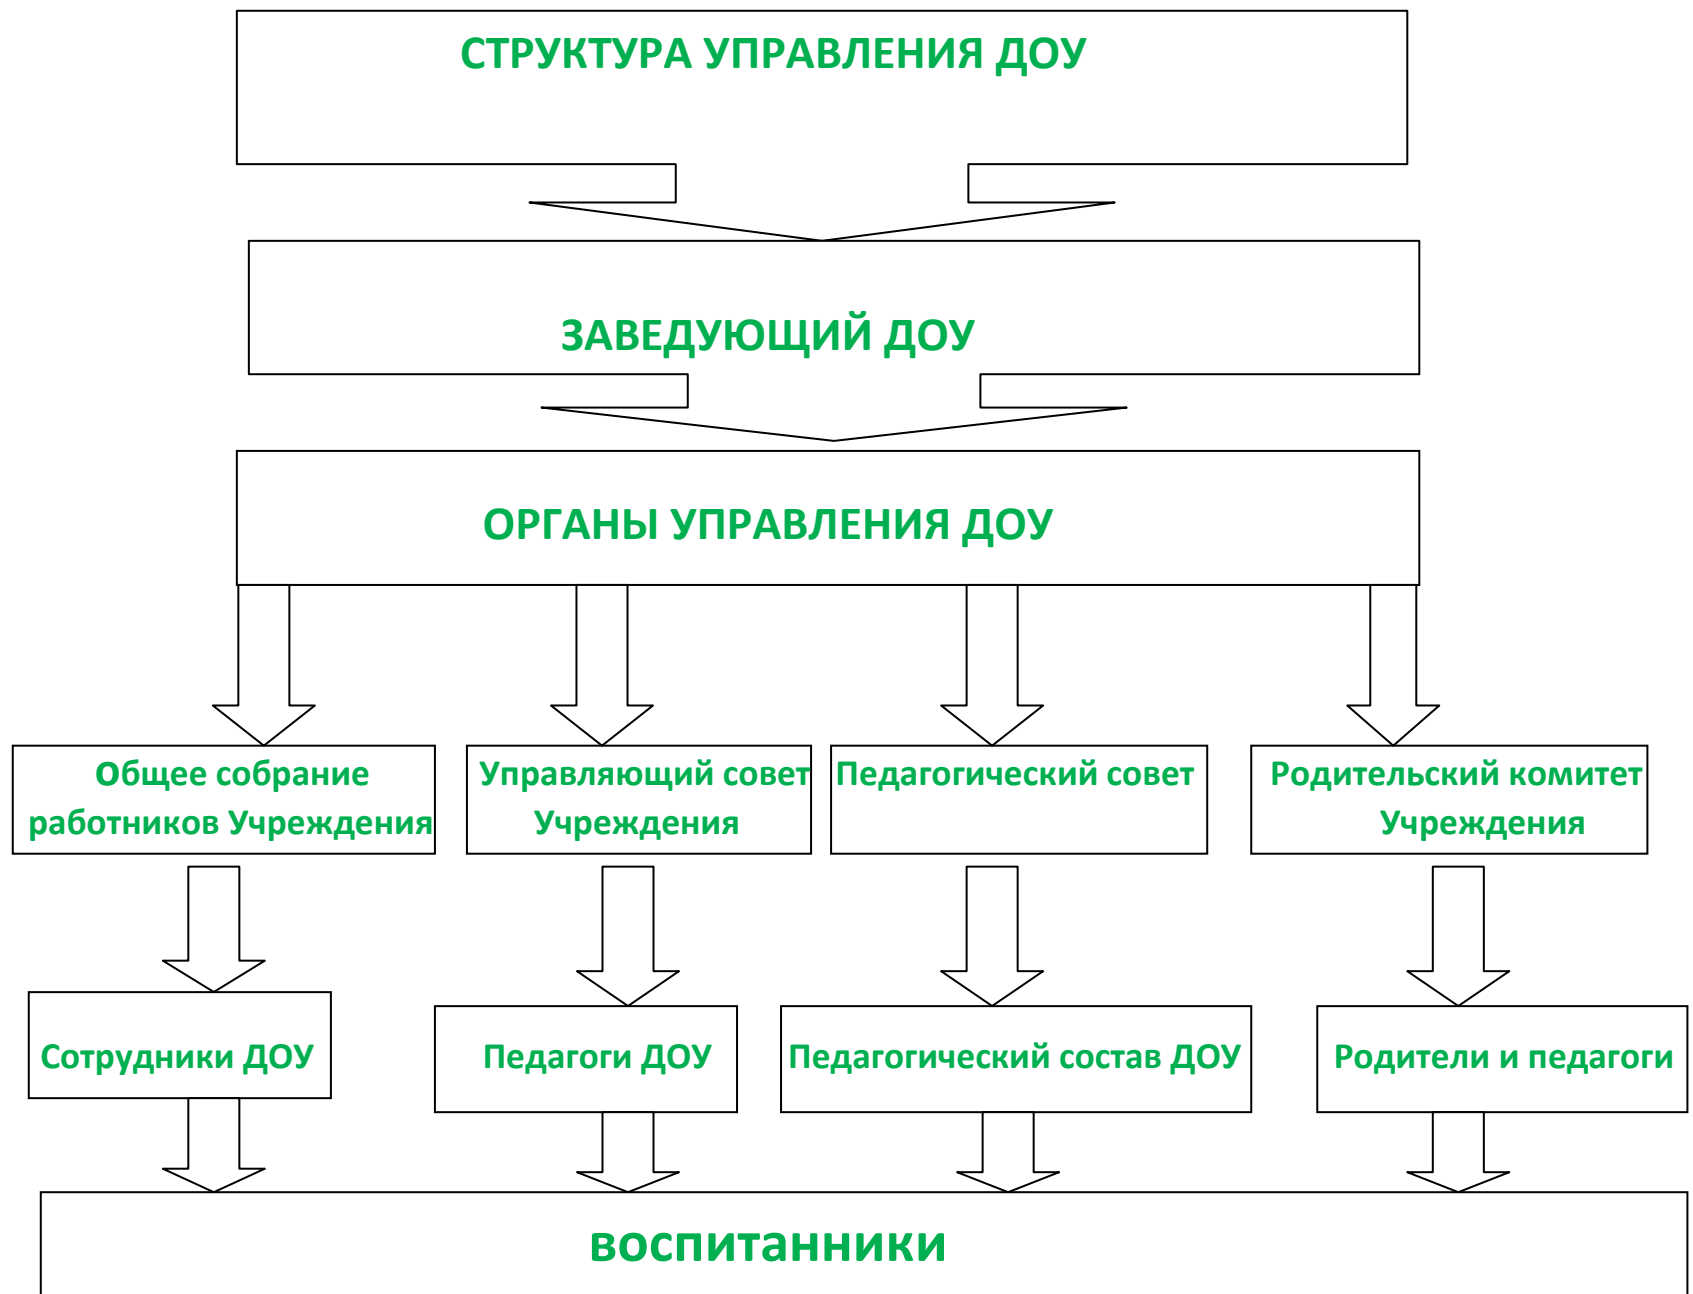 СТРУКТУРА УПРАВЛЕНИЯ ДОУ
ЗАВЕДУЮЩИЙ ДОУ
ОРГАНЫ УПРАВЛЕНИЯ ДОУ
Общее собрание
работников Учреждения
Управляющий совет
Учреждения
Педагогический совет
Родительский комитет
Учреждения
Сотрудники ДОУ
Педагоги ДОУ
Педагогический состав ДОУ
Родители и педагоги
воспитанники